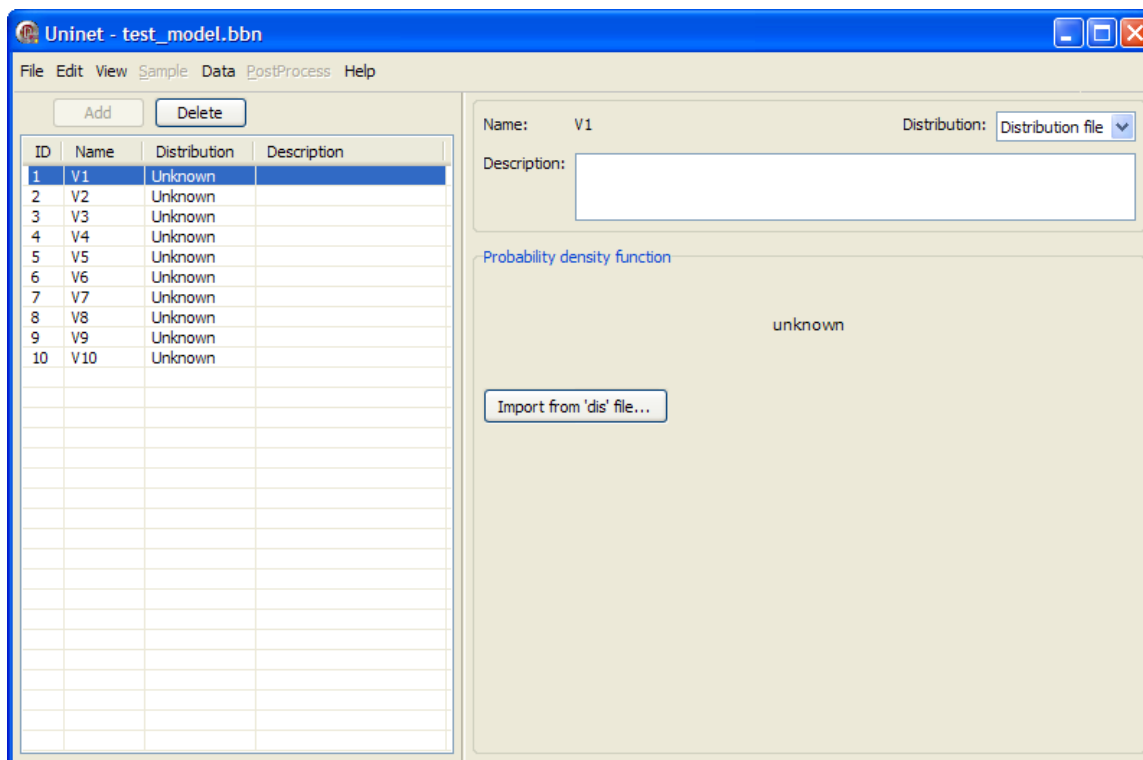 Uninet - test_model.bbn
File Edit View Sample Data PostProcess Help
Add Delete
ID Name Distribution Description
1 V1 Unknown
2 V2 Unknown
3 V3 Unknown
4 V4 Unknown
5 V5 Unknown
6 V6 Unknown
7 V7 Unknown
8 V8 Unknown
9 V9 Unknown
10 V10 Unknown
Name: V1 Distribution: Distribution file
Description:
Probability density function
unknown
Import from 'dis' file...